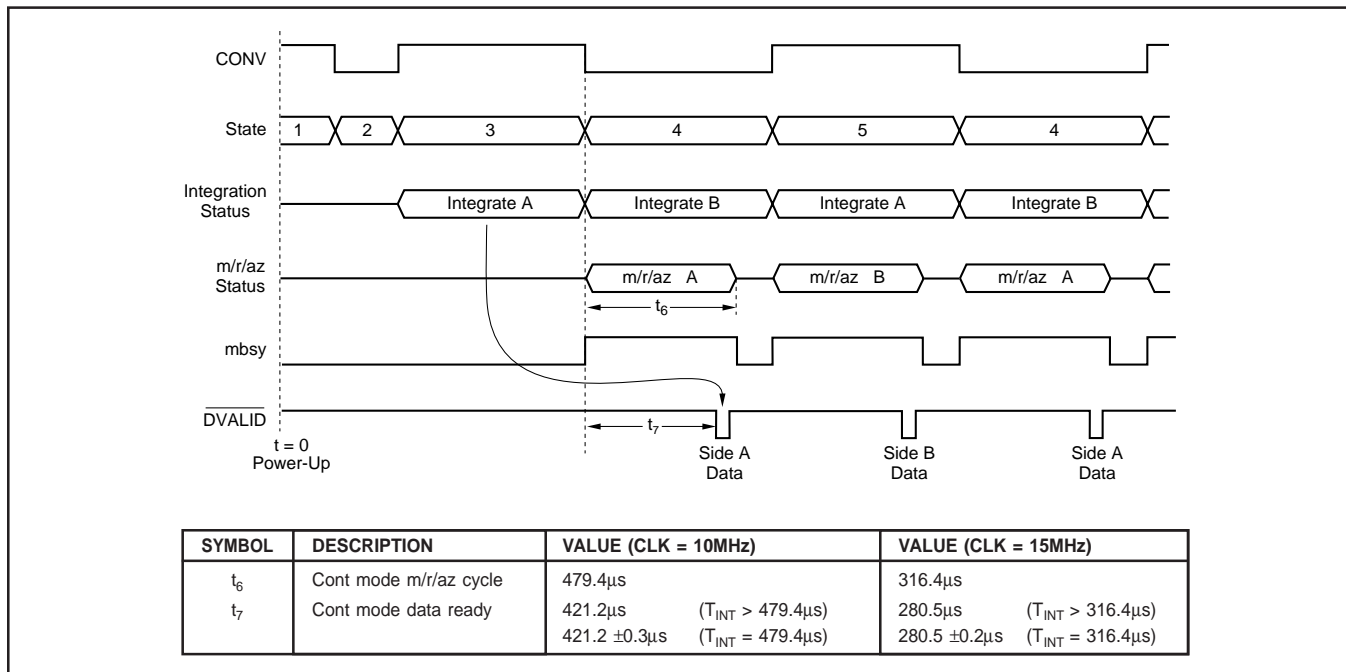 CONV
State
1 2 3 4 5 4
Integration
Status
Integrate A Integrate B Integrate A Integrate B
m/r/az
Status
m/r/az A m/r/az B m/r/az A
t6
mbsy
DVALID
t7
t = 0
Power-Up
Side A
Data
Side B
Data
Side A
Data
SYMBOL DESCRIPTION VALUE (CLK = 10MHz) VALUE (CLK = 15MHz)
t6 Cont mode m/r/az cycle 479.4µs 316.4µs
t7 Cont mode data ready 421.2µs (TINT > 479.4µs) 280.5µs (TINT > 316.4µs)
421.2 ±0.3µs (TINT = 479.4µs) 280.5 ±0.2µs (TINT = 316.4µs)